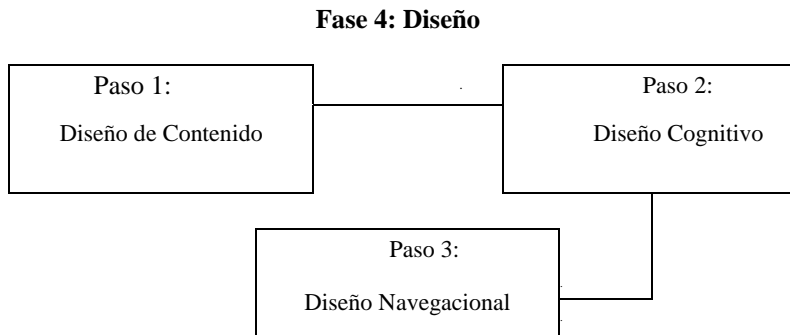 Fase 4: Diseño
Paso 1:
Diseño de Contenido
Paso 2:
Diseño Cognitivo
Paso 3:
Diseño Navegacional